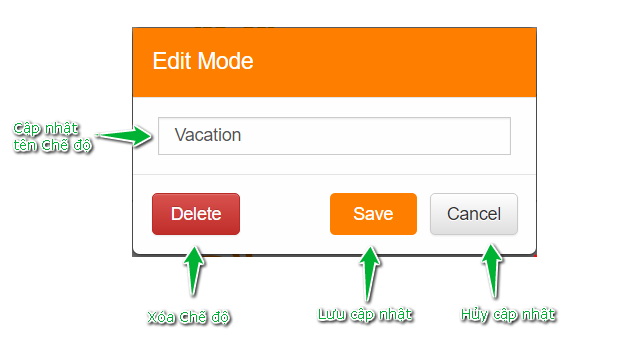 Edit Mode
Cập nhật
tên Chế độ
Vacation
Delete
Save
Cancel
Xóa Chế độ
Lưu cập nhật
Hủy cập nhật